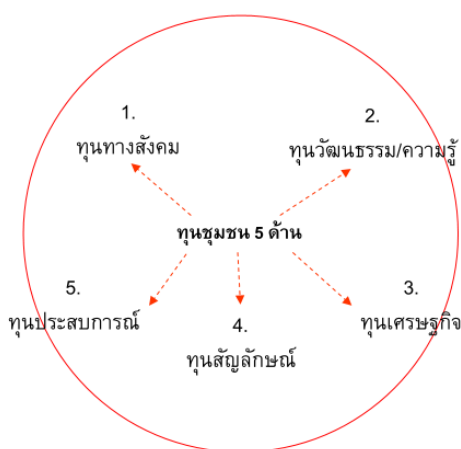 1.
ทุนทางสังคม
2.
ทุนวัฒนธรรม/ความรู้
ทุนชุมชน 5 ด้าน
3.
ทุนเศรษฐกิจ
4.
ทุนสัญลักษณ์
5.
ทุนประสบการณ์